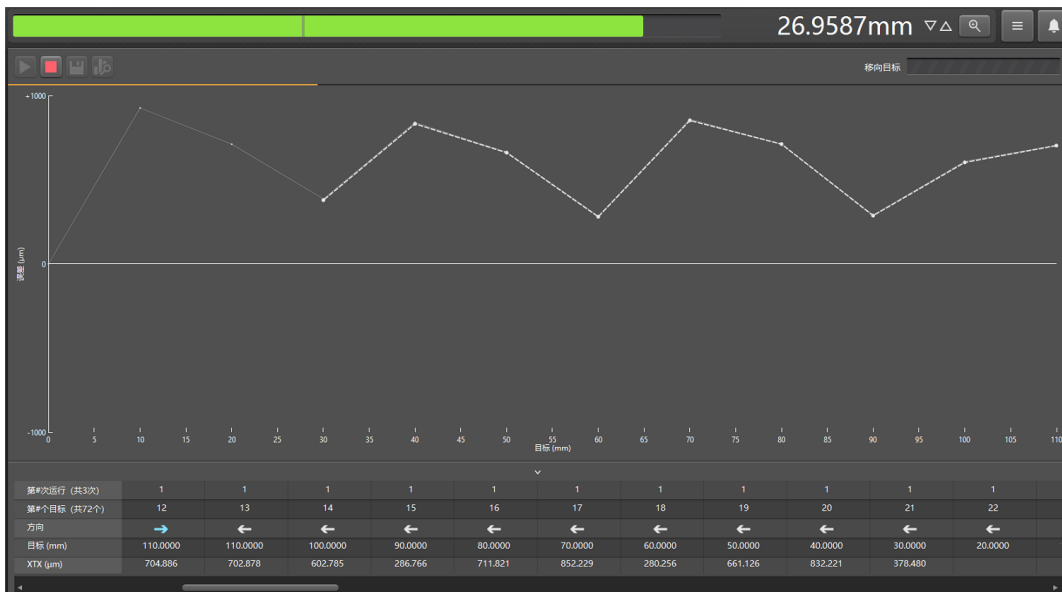 26.9587mm
移向目标
+1000
误差 (μm)
0
-1000
0 5 10 15 20 25 30 35 40 45 50 55 60 65 70 75 80 85 90 95 100 105 110
目标 (mm)
第#次运行 (共3次) 1 1 1 1 1 1 1 1 1 1 1
第#个目标 (共72个) 12 13 14 15 16 17 18 19 20 21 22
方向 → ← ← ← ← ← ← ← ← ← ←
目标 (mm) 110.0000 110.0000 100.0000 90.0000 80.0000 70.0000 60.0000 50.0000 40.0000 30.0000 20.0000
XTX (μm) 704.886 702.878 602.785 286.766 711.821 852.229 280.256 661.126 832.221 378.480